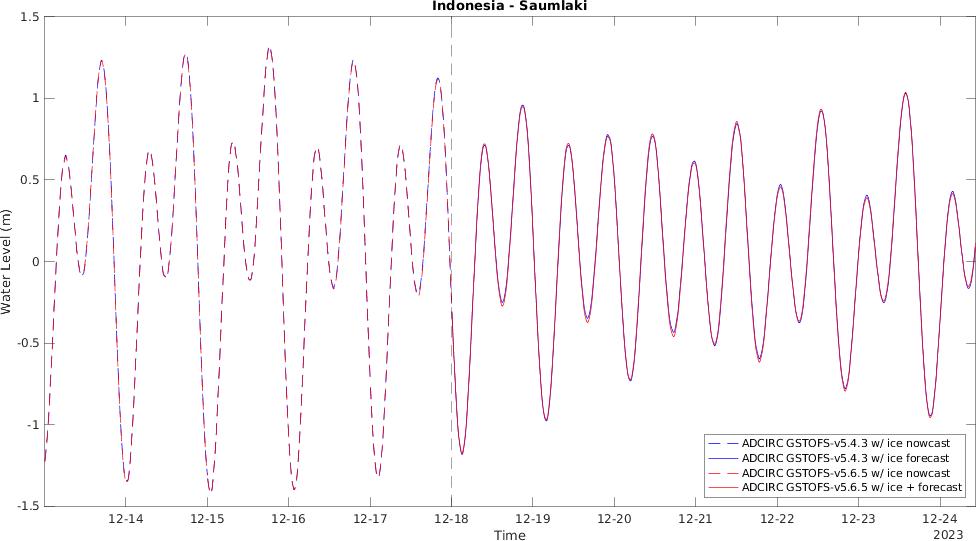 Indonesia - Saumlaki
1.5
1
0.5
0
-0.5
-1
-1.5
Water Level (m)
ADCIRC GSTOFS-v5.4.3 w/ ice nowcast
ADCIRC GSTOFS-v5.4.3 w/ ice forecast
ADCIRC GSTOFS-v5.6.5 w/ ice nowcast
ADCIRC GSTOFS-v5.6.5 w/ ice + forecast
12-14 12-15 12-16 12-17 12-18 12-19 12-20 12-21 12-22 12-23 12-24
Time
2023